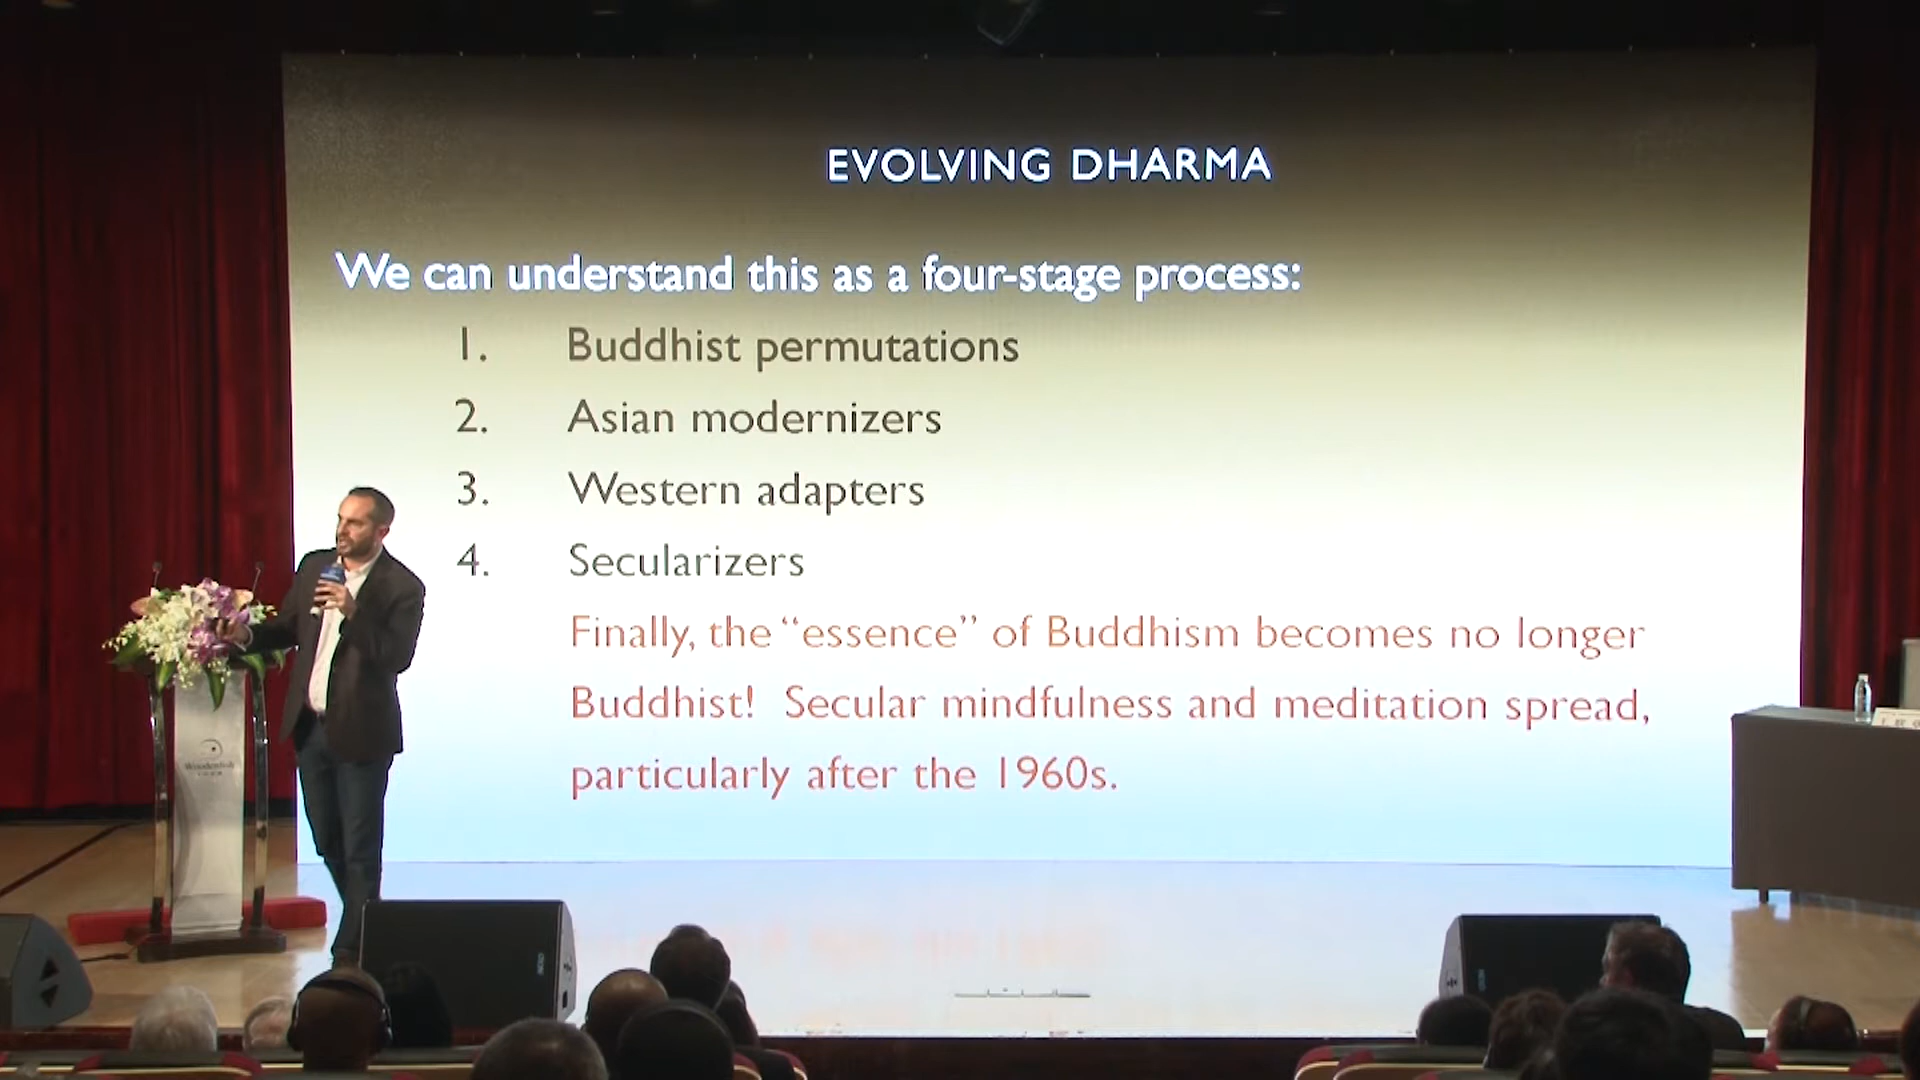 EVOLVING DHARMA
We can understand this as a four-stage process:
1. Buddhist permutations
2. Asian modernizers
3. Western adapters
4. Secularizers
Finally, the “essence” of Buddhism becomes no longer
Buddhist! Secular mindfulness and meditation spread,
particularly after the 1960s.